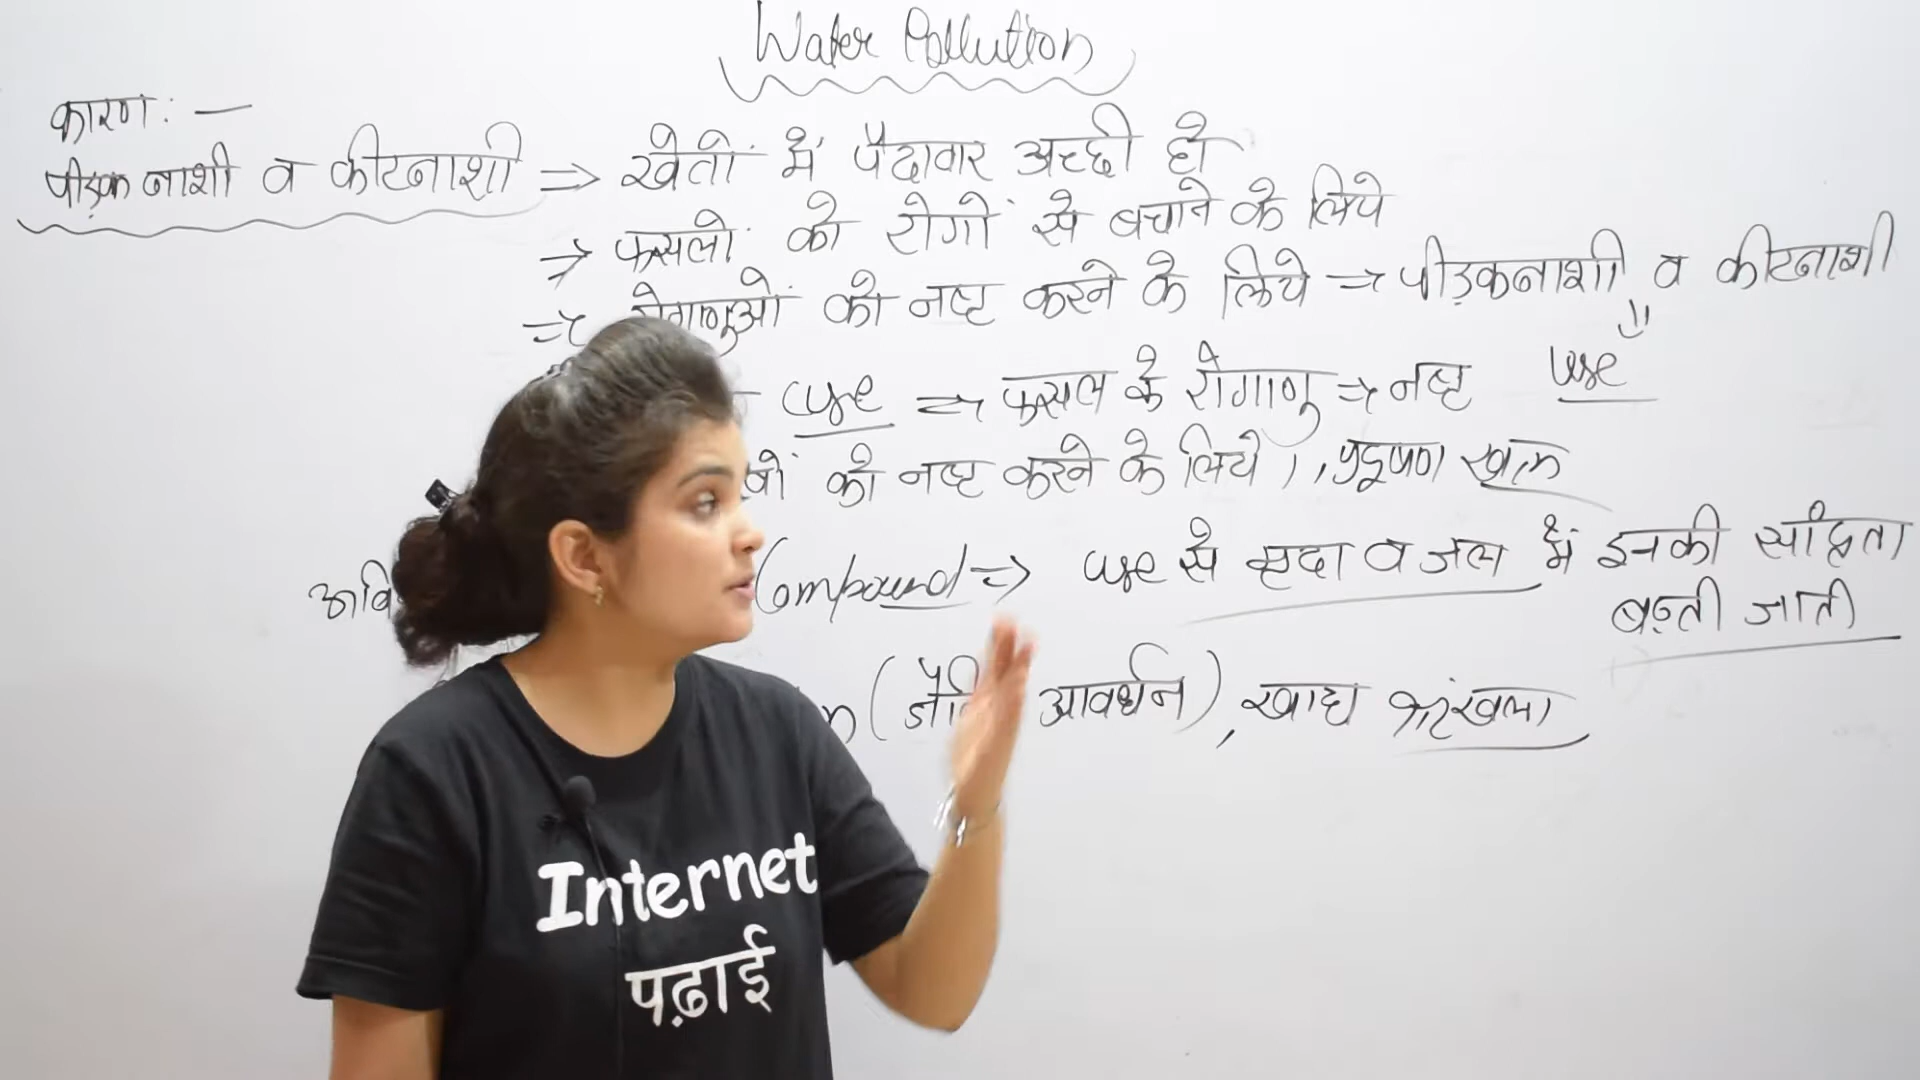 Water Pollution
कारण: —
पीड़क नाशी व कीटनाशी => खेतों में पैदावार अच्छी हो
=> फसलों को रोगों से बचाने के लिये
=> रोगाणुओं को नष्ट करने के लिये => पीड़कनाशी व कीटनाशी
use => फसल के रोगाणु => नष्ट use
को नष्ट करने के लिये, प्रदूषण खत्म
Compound => use से मृदा व जल में इनकी सांद्रता
बढ़ती जाती
आवर्धन), खाद्य श्रृंखला
Internet
पढ़ाई